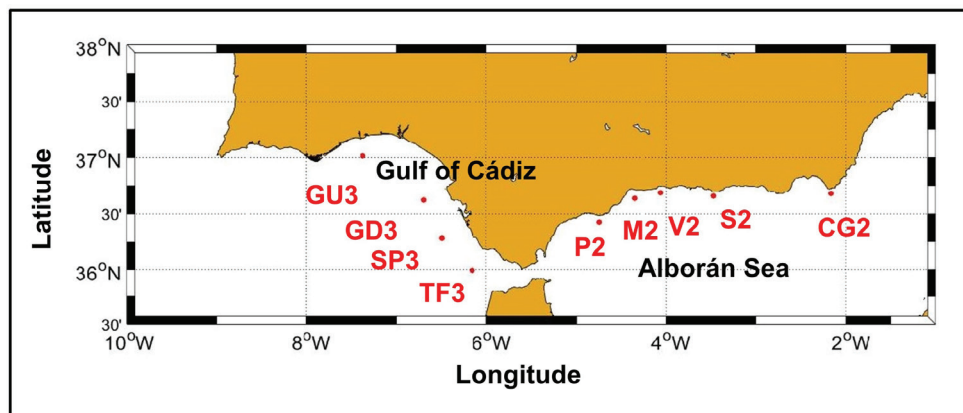 38°N
30'
37°N
30'
36°N
30'
Latitude
10°W
8°W
6°W
4°W
2°W
Longitude
Gulf of Cádiz
GU3
GD3
SP3
TF3
P2
M2
V2
S2
CG2
Alborán Sea